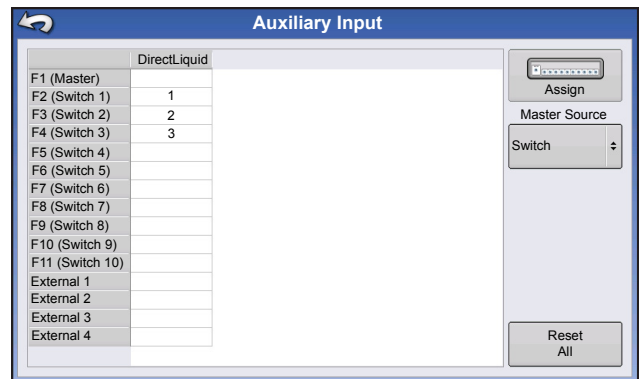 Auxiliary Input
DirectLiquid
F1 (Master)
F2 (Switch 1) 1
F3 (Switch 2) 2
F4 (Switch 3) 3
F5 (Switch 4)
F6 (Switch 5)
F7 (Switch 6)
F8 (Switch 7)
F9 (Switch 8)
F10 (Switch 9)
F11 (Switch 10)
External 1
External 2
External 3
External 4
Assign
Master Source
Switch
Reset
All